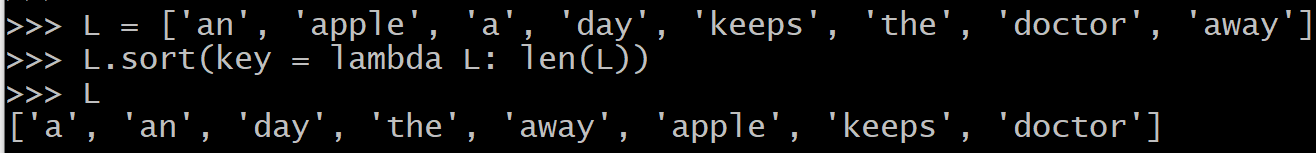 >>> L = ['an', 'apple', 'a', 'day', 'keeps', 'the', 'doctor', 'away']
>>> L.sort(key = lambda L: len(L))
>>> L
['a', 'an', 'day', 'the', 'away', 'apple', 'keeps', 'doctor']